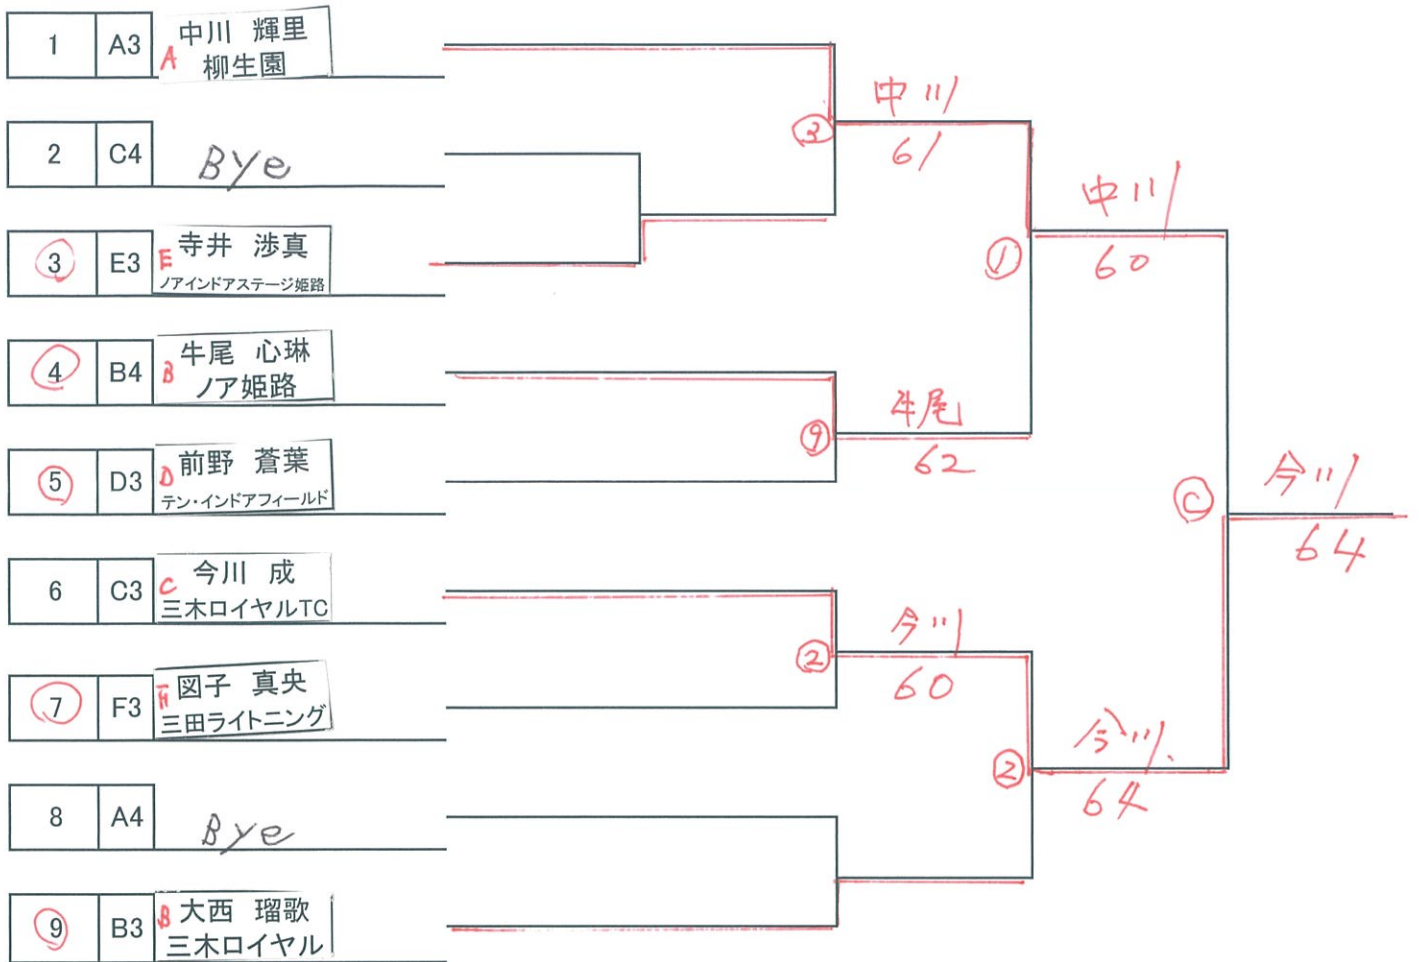 1 A3 A 中川 輝里
柳生園
2 C4 Bye
3 E3 E 寺井 渉真
ノアインドアステージ姫路
4 B4 B 牛尾 心琳
ノア姫路
5 D3 D 前野 蒼葉
テン・インドアフィールド
6 C3 C 今川 成
三木ロイヤルTC
7 F3 図子 真央
三田ライトニング
8 A4 Bye
9 B3 B 大西 瑠歌
三木ロイヤル
③ 中川
61
⑨ 牛尾
62
② 今川
60
① 中川
60
② 今川
64
Ⓒ 今川
64